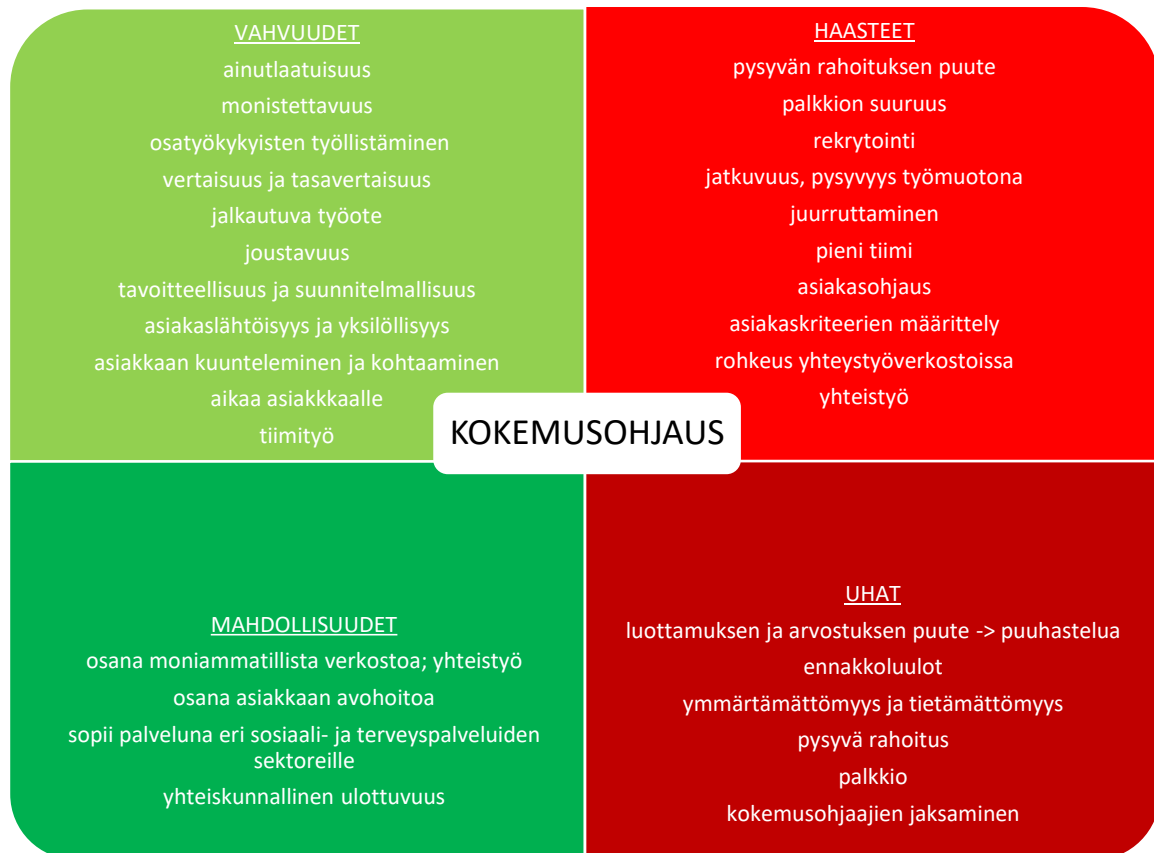 VAHVUUDET
ainutlaatuisuus
monistettavuus
osatyökykyisten työllistäminen
vertaisuus ja tasavertaisuus
jalkautuva työote
joustavuus
tavoitteellisuus ja suunnitelmallisuus
asiakaslähtöisyys ja yksilöllisyys
asiakkaan kuunteleminen ja kohtaaminen
aikaa asiakkkaalle
tiimityö
HAASTEET
pysyvän rahoituksen puute
palkkion suuruus
rekrytointi
jatkuvuus, pysyvyys työmuotona
juurruttaminen
pieni tiimi
asiakasohjaus
asiakaskriteerien määrittely
rohkeus yhteystyöverkostoissa
yhteistyö
KOKEMUSOHJAUS
MAHDOLLISUUDET
osana moniammatillista verkostoa; yhteistyö
osana asiakkaan avohoitoa
sopii palveluna eri sosiaali- ja terveyspalveluiden
sektoreille
yhteiskunnallinen ulottuvuus
UHAT
luottamuksen ja arvostuksen puute -> puuhastelua
ennakkoluulot
ymmärtämättömyys ja tietämättömyys
pysyvä rahoitus
palkkio
kokemusohjaajien jaksaminen